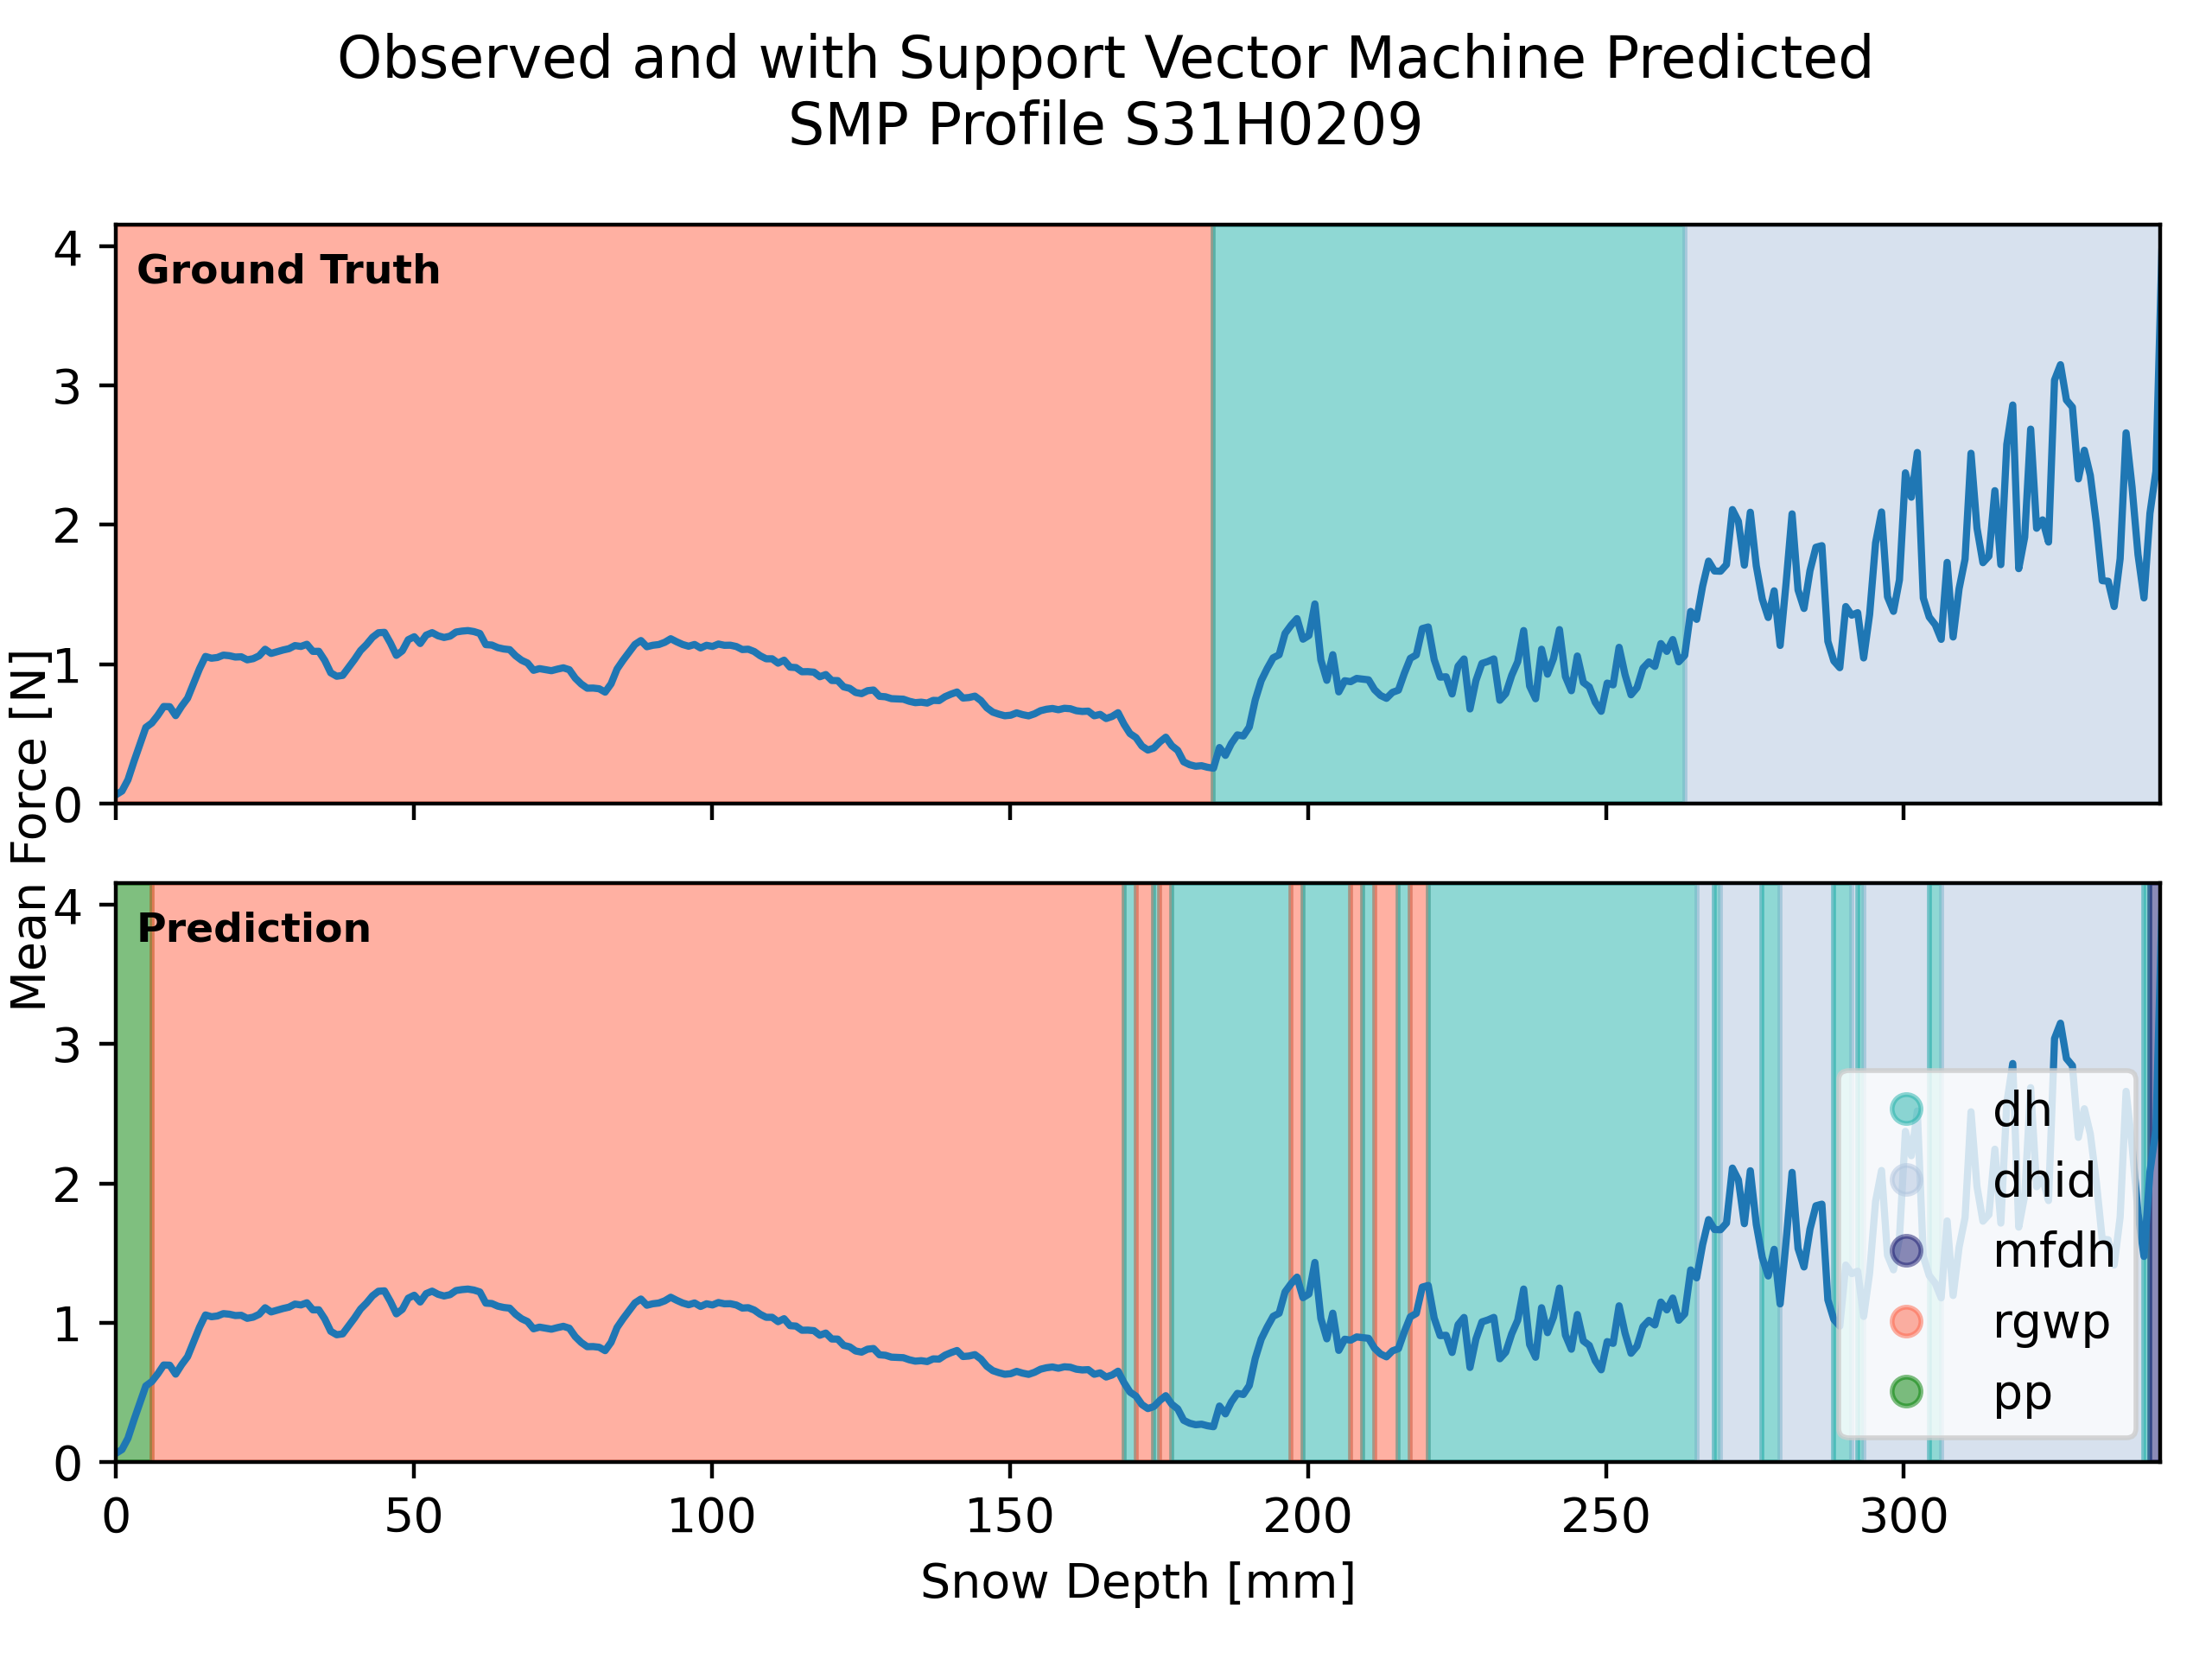 Observed and with Support Vector Machine Predicted
SMP Profile S31H0209
Mean Force [N]
4
3
2
1
0
Ground Truth
4
3
2
1
0
Prediction
dh
dhid
mfdh
rgwp
pp
0 50 100 150 200 250 300
Snow Depth [mm]